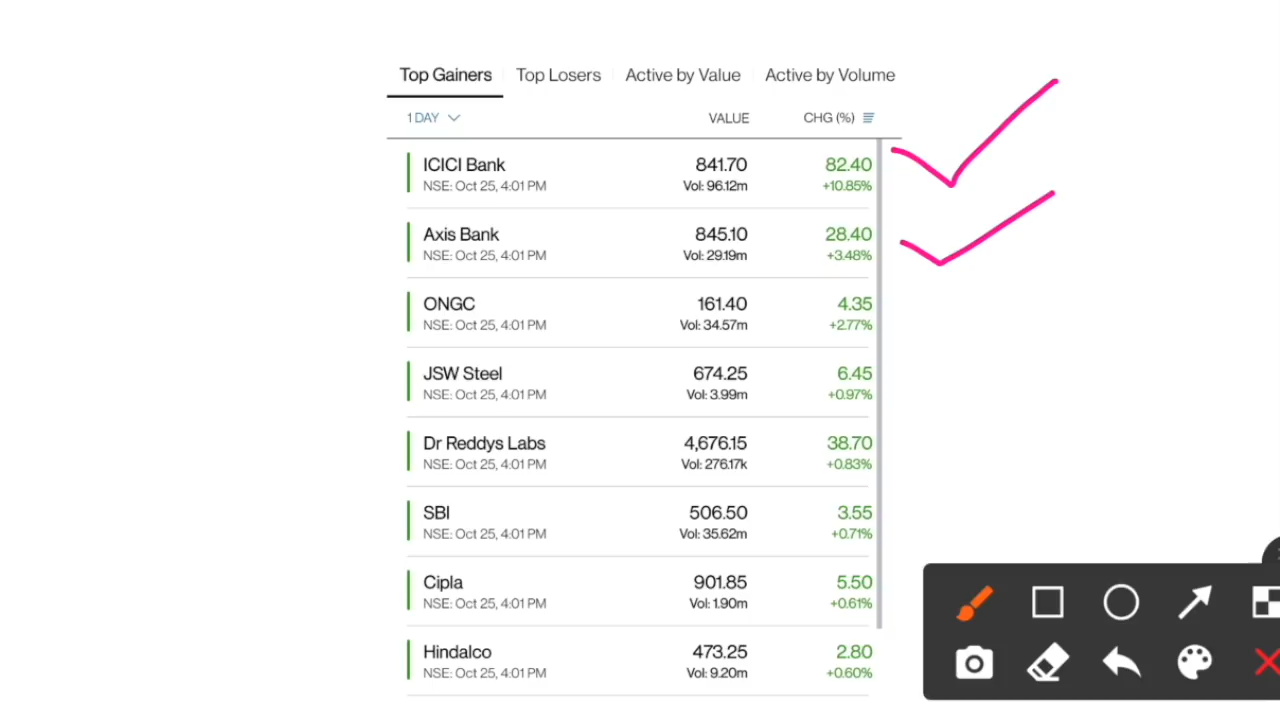 Top Gainers Top Losers Active by Value Active by Volume
1 DAY VALUE CHG (%)
ICICI Bank 841.70 82.40
NSE: Oct 25, 4:01 PM Vol: 96.12m +10.85%
Axis Bank 845.10 28.40
NSE: Oct 25, 4:01 PM Vol: 29.19m +3.48%
ONGC 161.40 4.35
NSE: Oct 25, 4:01 PM Vol: 34.57m +2.77%
JSW Steel 674.25 6.45
NSE: Oct 25, 4:01 PM Vol: 3.99m +0.97%
Dr Reddys Labs 4,676.15 38.70
NSE: Oct 25, 4:01 PM Vol: 276.17k +0.83%
SBI 506.50 3.55
NSE: Oct 25, 4:01 PM Vol: 35.62m +0.71%
Cipla 901.85 5.50
NSE: Oct 25, 4:01 PM Vol: 1.90m +0.61%
Hindalco 473.25 2.80
NSE: Oct 25, 4:01 PM Vol: 9.20m +0.60%